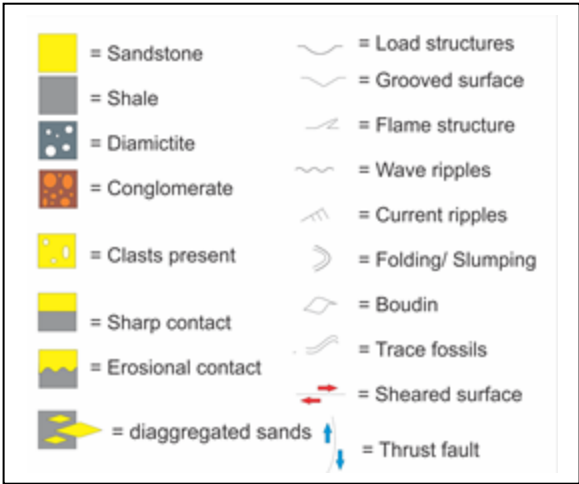 = Sandstone
= Shale
= Diamictite
= Conglomerate
= Clasts present
= Sharp contact
= Erosional contact
= diaggregated sands
= Load structures
= Grooved surface
= Flame structure
= Wave ripples
= Current ripples
= Folding/ Slumping
= Boudin
= Trace fossils
= Sheared surface
= Thrust fault